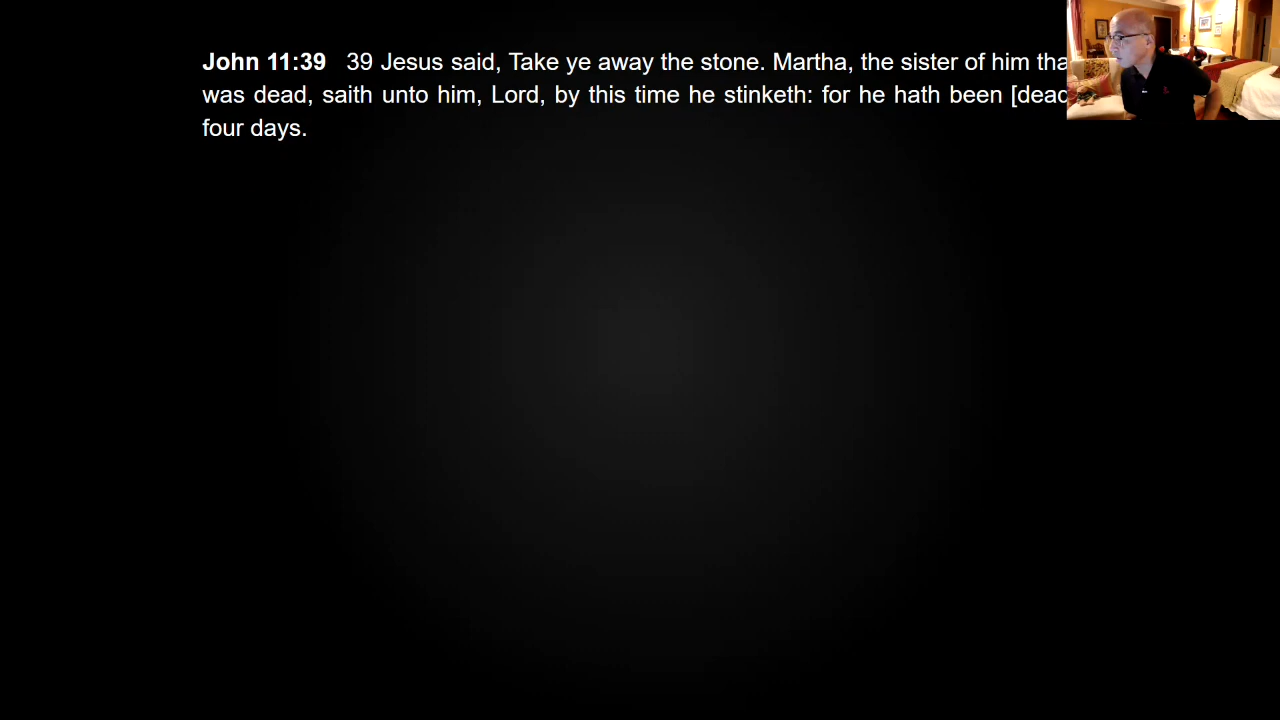 John 11:39 39 Jesus said, Take ye away the stone. Martha, the sister of him tha
was dead, saith unto him, Lord, by this time he stinketh: for he hath been [dead
four days.